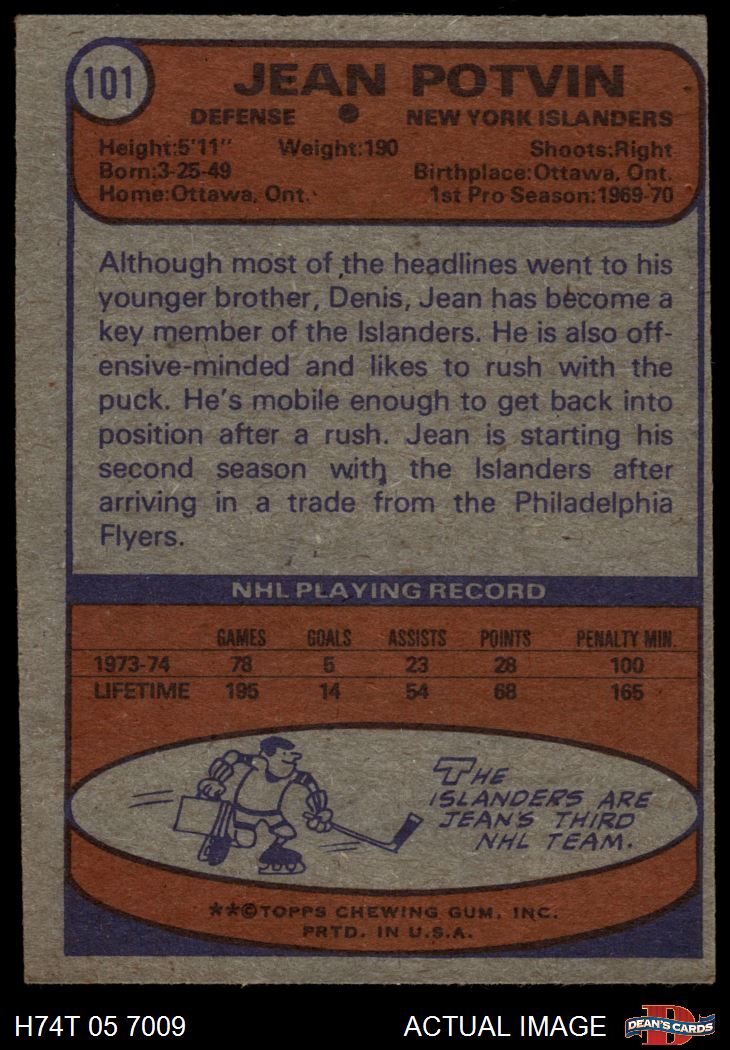 101
JEAN POTVIN
DEFENSE ● NEW YORK ISLANDERS
Height:5'11" Weight:190 Shoots:Right
Born:3-25-49 Birthplace:Ottawa, Ont.
Home:Ottawa, Ont. 1st Pro Season:1969-70
Although most of the headlines went to his
younger brother, Denis, Jean has become a
key member of the Islanders. He is also off-
ensive-minded and likes to rush with the
puck. He's mobile enough to get back into
position after a rush. Jean is starting his
second season with the Islanders after
arriving in a trade from the Philadelphia
Flyers.
NHL PLAYING RECORD
GAMES GOALS ASSISTS POINTS PENALTY MIN.
1973-74 78 5 23 28 100
LIFETIME 195 14 54 68 165
THE
ISLANDERS ARE
JEAN'S THIRD
NHL TEAM.
**©TOPPS CHEWING GUM, INC.
PRTD. IN U.S.A.
H74T 05 7009 ACTUAL IMAGE
D
DEAN'S CARDS